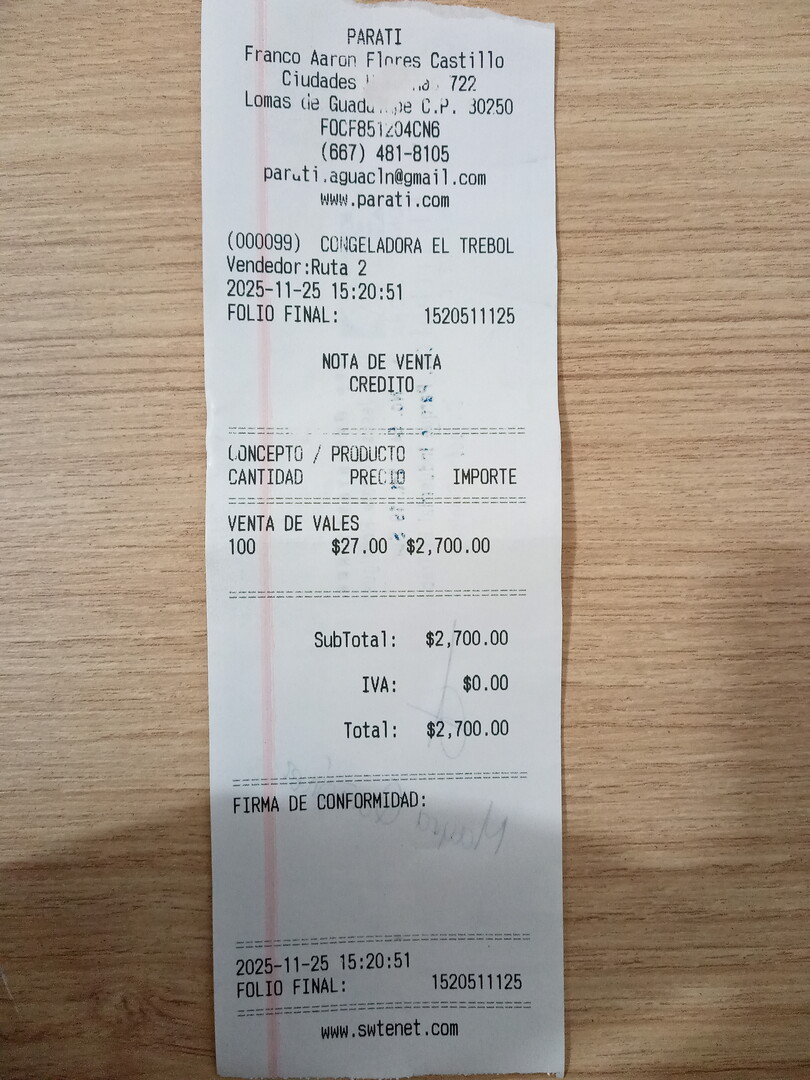 PARATI
Franco Aaron Flores Castillo
Ciudades 722
Lomas de Guadalupe C.P. 80250
FOCF851204CN6
(667) 481-8105
parati.aguacln@gmail.com
www.parati.com
(000099) CONGELADORA EL TREBOL
Vendedor:Ruta 2
2025-11-25 15:20:51
FOLIO FINAL: 1520511125
NOTA DE VENTA
CREDITO
CONCEPTO / PRODUCTO
CANTIDAD PRECIO IMPORTE
VENTA DE VALES
100 $27.00 $2,700.00
SubTotal: $2,700.00
IVA: $0.00
Total: $2,700.00
FIRMA DE CONFORMIDAD:
2025-11-25 15:20:51
FOLIO FINAL: 1520511125
www.swtenet.com